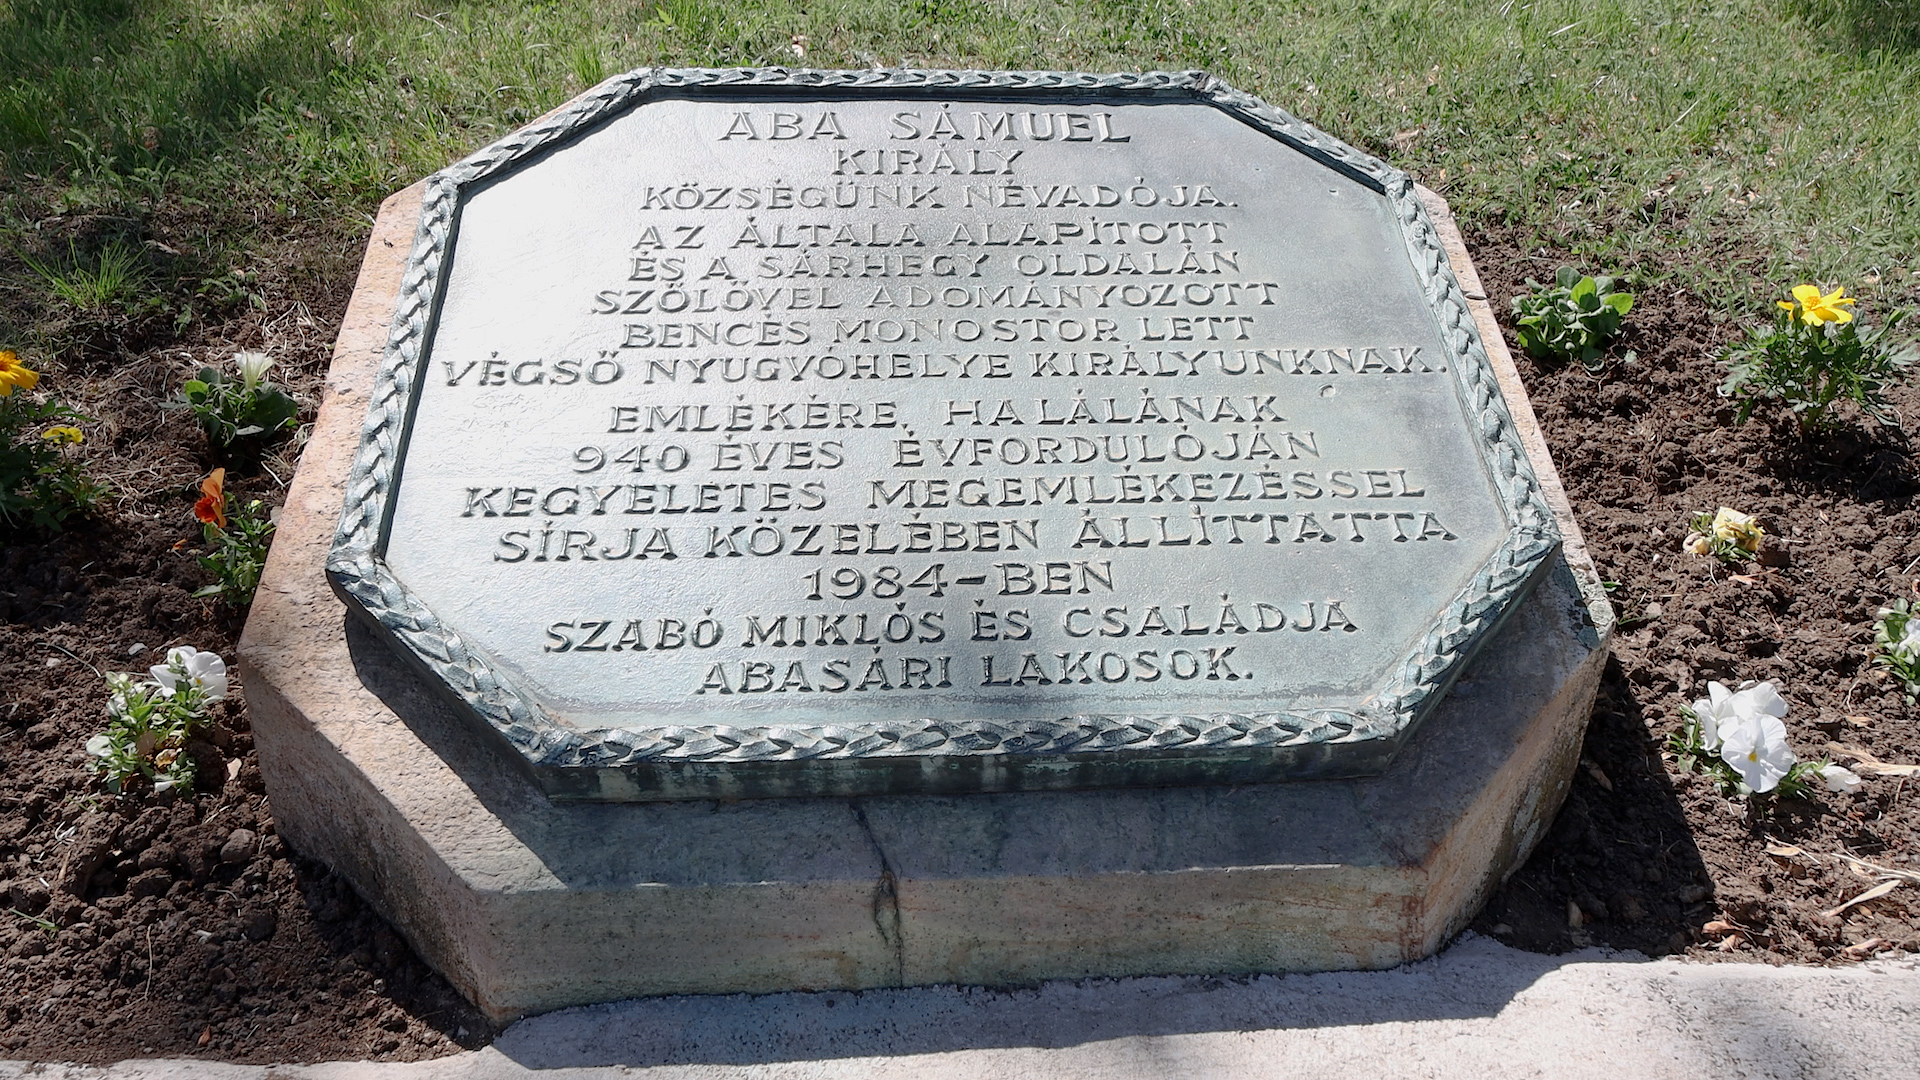 ABA SÁMUEL
KIRÁLY
KÖZSÉGÜNK NÉVADÓJA.
AZ ÁLTALA ALAPÍTOTT
ÉS A SÁRHEGY OLDALÁN
SZŐLŐVEL ADOMÁNYOZOTT
BENCÉS MONOSTOR LETT
VÉGSŐ NYUGVÓHELYE KIRÁLYUNKNAK.
EMLÉKÉRE, HALÁLÁNAK
940 ÉVES ÉVFORDULÓJÁN
KEGYELETES MEGEMLÉKEZÉSSEL
SÍRJA KÖZELÉBEN ÁLLÍTTATTA
1984-BEN
SZABÓ MIKLÓS ÉS CSALÁDJA
ABASÁRI LAKOSOK.